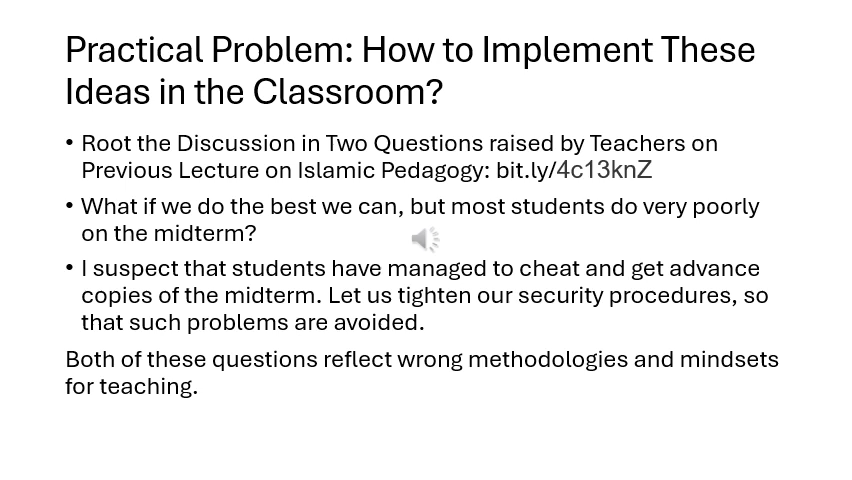 Practical Problem: How to Implement These
Ideas in the Classroom?
• Root the Discussion in Two Questions raised by Teachers on
Previous Lecture on Islamic Pedagogy: bit.ly/4c13knZ
• What if we do the best we can, but most students do very poorly
on the midterm?
• I suspect that students have managed to cheat and get advance
copies of the midterm. Let us tighten our security procedures, so
that such problems are avoided.
Both of these questions reflect wrong methodologies and mindsets
for teaching.